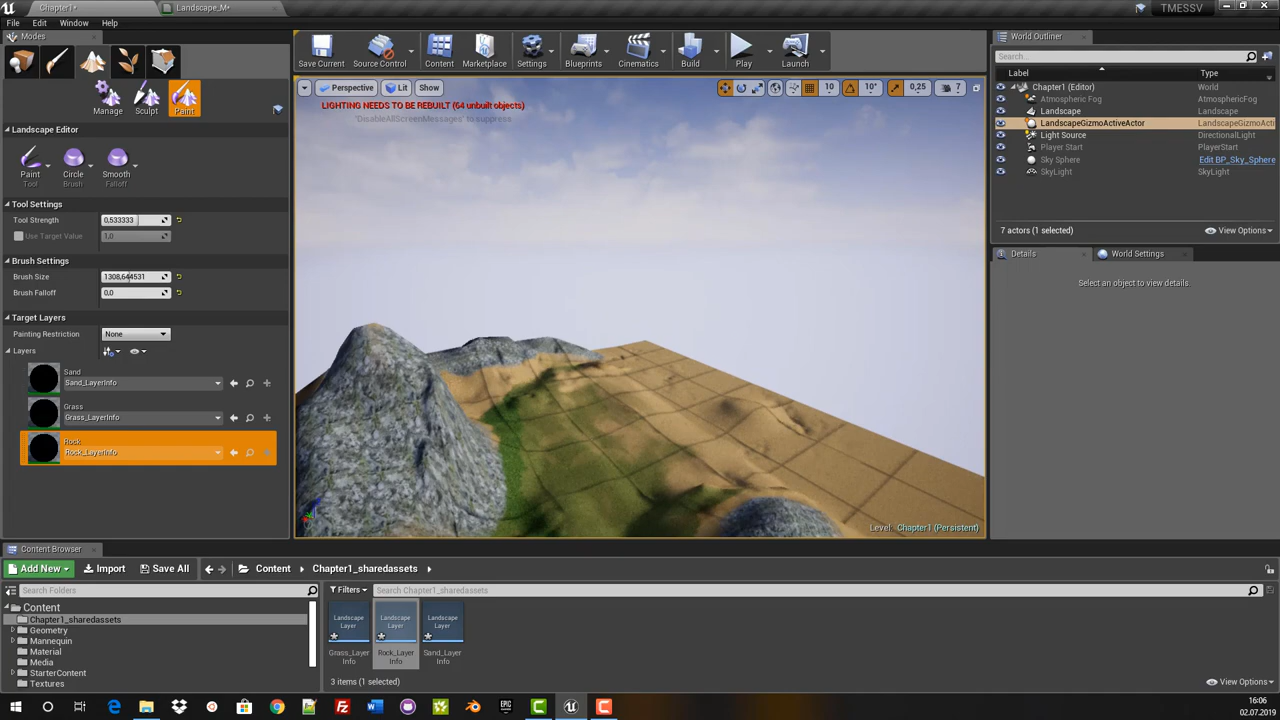 Chapter1*
Landscape_M*
TMESSV
File Edit Window Help
Modes
Manage Sculpt Paint
Landscape Editor
Paint Circle Smooth
Tool Brush Falloff
Tool Settings
Tool Strength 0,533333
Use Target Value 1,0
Brush Settings
Brush Size 1308,644531
Brush Falloff 0,0
Target Layers
Painting Restriction None
Layers
Sand
Sand_LayerInfo
Grass
Grass_LayerInfo
Rock
Rock_LayerInfo
Save Current Source Control Content Marketplace Settings Blueprints Cinematics Build Play Launch
Perspective Lit Show 10 10° 0,25 7
LIGHTING NEEDS TO BE REBUILT (64 unbuilt objects)
'DisableAllScreenMessages' to suppress
Level: Chapter1 (Persistent)
World Outliner
Search...
Label Type
Chapter1 (Editor) World
Atmospheric Fog AtmosphericFog
Landscape Landscape
LandscapeGizmoActiveActor LandscapeGizmoActi
Light Source DirectionalLight
Player Start PlayerStart
Sky Sphere Edit BP_Sky_Sphere
SkyLight SkyLight
7 actors (1 selected) View Options
Details World Settings
Select an object to view details.
Content Browser
Add New Import Save All Content Chapter1_sharedassets
Search Folders
Filters Search Chapter1_sharedassets
Content
Chapter1_sharedassets
Geometry
Mannequin
Material
Media
StarterContent
Textures
Landscape Layer
Landscape Layer
Landscape Layer
Grass_Layer Info
Rock_Layer Info
Sand_Layer Info
3 items (1 selected) View Options
16:06
02.07.2019